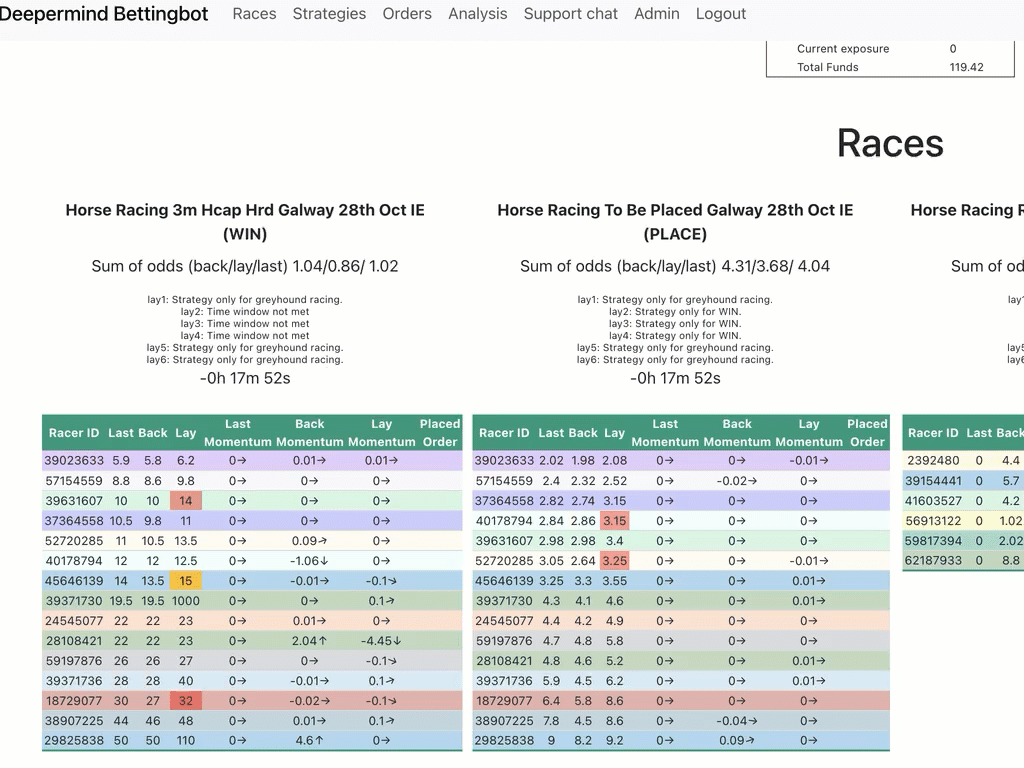 Deepermind Bettingbot Races Strategies Orders Analysis Support chat Admin Logout
Current exposure 0
Total Funds 119.42
Races
Horse Racing 3m Hcap Hrd Galway 28th Oct IE
(WIN)
Sum of odds (back/lay/last) 1.04/0.86/ 1.02
lay1: Strategy only for greyhound racing.
lay2: Time window not met
lay3: Time window not met
lay4: Time window not met
lay5: Strategy only for greyhound racing.
lay6: Strategy only for greyhound racing.
-0h 17m 52s
Racer ID Last Back Lay Last Momentum Back Momentum Lay Momentum Placed Order
39023633 5.9 5.8 6.2 0→ 0.01→ 0.01→
57154559 8.8 8.6 9.8 0→ 0→ 0→
39631607 10 10 14 0→ 0→ 0→
37364558 10.5 9.8 11 0→ 0→ 0→
52720285 11 10.5 13.5 0→ 0.09↝ 0→
40178794 12 12 12.5 0→ -1.06↓ 0→
45646139 14 13.5 15 0→ -0.01→ -0.1↘
39371730 19.5 19.5 1000 0→ 0→ 0.1↝
24545077 22 22 23 0→ 0.01→ 0→
28108421 22 22 23 0→ 2.04↑ -4.45↓
59197876 26 26 27 0→ 0→ -0.1↘
39371736 28 28 40 0→ -0.01→ 0.1↝
18729077 30 27 32 0→ -0.02→ -0.1↘
38907225 44 46 48 0→ 0.01→ 0.1↝
29825838 50 50 110 0→ 4.6↑ 0→
Horse Racing To Be Placed Galway 28th Oct IE
(PLACE)
Sum of odds (back/lay/last) 4.31/3.68/ 4.04
lay1: Strategy only for greyhound racing.
lay2: Strategy only for WIN.
lay3: Strategy only for WIN.
lay4: Strategy only for WIN.
lay5: Strategy only for greyhound racing.
lay6: Strategy only for greyhound racing.
-0h 17m 52s
Racer ID Last Back Lay Last Momentum Back Momentum Lay Momentum Placed Order
39023633 2.02 1.98 2.08 0→ 0→ -0.01→
57154559 2.4 2.32 2.52 0→ -0.02→ 0→
37364558 2.82 2.74 3.15 0→ 0→ 0→
40178794 2.84 2.86 3.15 0→ 0→ 0→
39631607 2.98 2.98 3.4 0→ 0→ 0→
52720285 3.05 2.64 3.25 0→ 0→ -0.01→
45646139 3.25 3.3 3.55 0→ 0→ 0.01→
39371730 4.3 4.1 4.6 0→ 0→ 0.01→
24545077 4.4 4.2 4.9 0→ 0→ 0→
59197876 4.7 4.8 5.8 0→ 0→ 0→
28108421 4.8 4.6 5.2 0→ 0→ 0.01→
39371736 5.9 4.5 6.2 0→ 0→ 0.01→
18729077 6.4 5.8 8.6 0→ 0→ 0→
38907225 7.8 4.5 8.6 0→ -0.04→ 0→
29825838 9 8.2 9.2 0→ 0.09↝ 0→
Horse Racing R
Sum of od
lay1
lay5
lay6
Racer ID Last Back
2392480 0 4.4
39154441 0 5.7
41603527 0 4.2
56913122 0 1.02
59817394 0 2.02
62187933 0 8.8